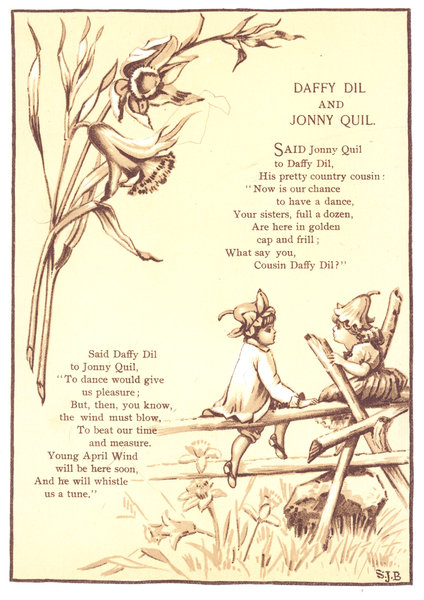 DAFFY DIL
AND
JONNY QUIL.
SAID Jonny Quil
to Daffy Dil,
His pretty country cousin:
"Now is our chance
to have a dance,
Your sisters, full a dozen,
Are here in golden
cap and frill;
What say you,
Cousin Daffy Dil?"
Said Daffy Dil
to Jonny Quil,
"To dance would give
us pleasure;
But, then, you know,
the wind must blow,
To beat our time
and measure.
Young April Wind
will be here soon,
And he will whistle
us a tune,"
S.J.B